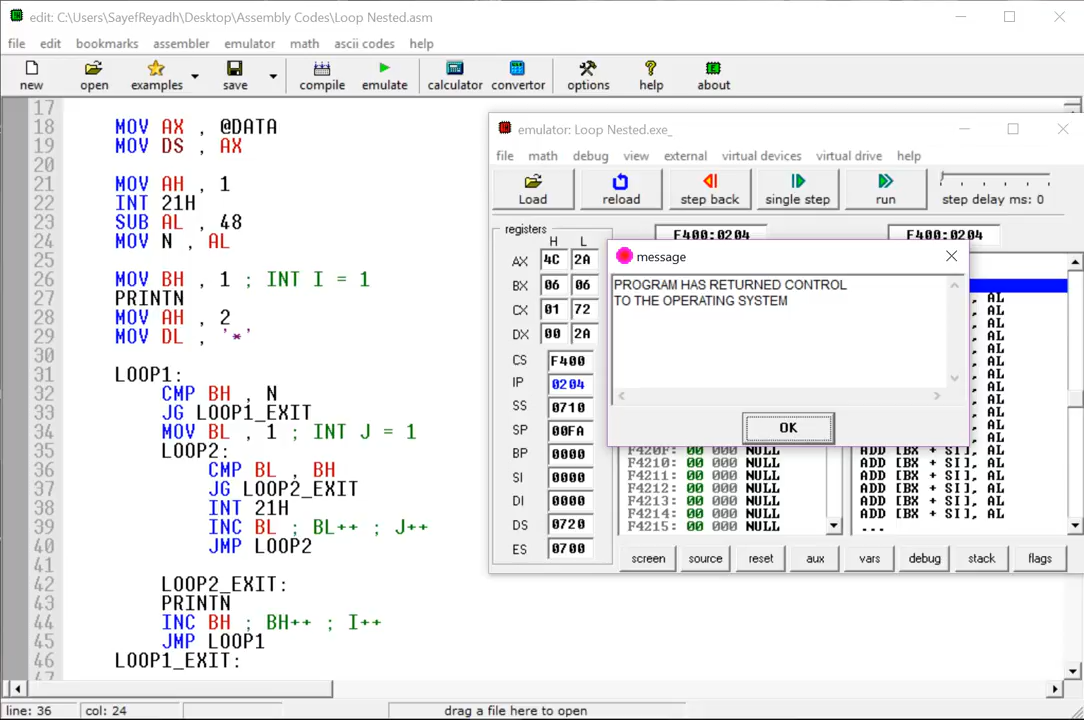 edit: C:\Users\SayefReyadh\Desktop\Assembly Codes\Loop Nested.asm
file edit bookmarks assembler emulator math ascii codes help
new open examples save compile emulate calculator convertor options help about
17
18 MOV AX , @DATA
19 MOV DS , AX
20
21 MOV AH , 1
22 INT 21H
23 SUB AL , 48
24 MOV N , AL
25
26 MOV BH , 1 ; INT I = 1
27 PRINTN
28 MOV AH , 2
29 MOV DL , '*'
30
31 LOOP1:
32 CMP BH , N
33 JG LOOP1_EXIT
34 MOV BL , 1 ; INT J = 1
35 LOOP2:
36 CMP BL , BH
37 JG LOOP2_EXIT
38 INT 21H
39 INC BL ; BL++ ; J++
40 JMP LOOP2
41
42 LOOP2_EXIT:
43 PRINTN
44 INC BH ; BH++ ; I++
45 JMP LOOP1
46 LOOP1_EXIT:
47
line: 36 col: 24 drag a file here to open
emulator: Loop Nested.exe_
file math debug view external virtual devices virtual drive help
Load reload step back single step run step delay ms: 0
registers F400:0204 F400:0204
H L
AX 4C 2A
BX 06 06
CX 01 72
DX 00 2A
CS F400
IP 0204
SS 0710
SP 00FA
BP 0000
SI 0000
DI 0000
DS 0720
ES 0700
message
PROGRAM HAS RETURNED CONTROL
TO THE OPERATING SYSTEM
OK
, AL
, AL
, AL
, AL
, AL
, AL
, AL
, AL
, AL
, AL
, AL
, AL
F420F: 00 000 NULL ADD [BX + SI], AL
F4210: 00 000 NULL ADD [BX + SI], AL
F4211: 00 000 NULL ADD [BX + SI], AL
F4212: 00 000 NULL ADD [BX + SI], AL
F4213: 00 000 NULL ADD [BX + SI], AL
F4214: 00 000 NULL ADD [BX + SI], AL
F4215: 00 000 NULL ...
screen source reset aux vars debug stack flags